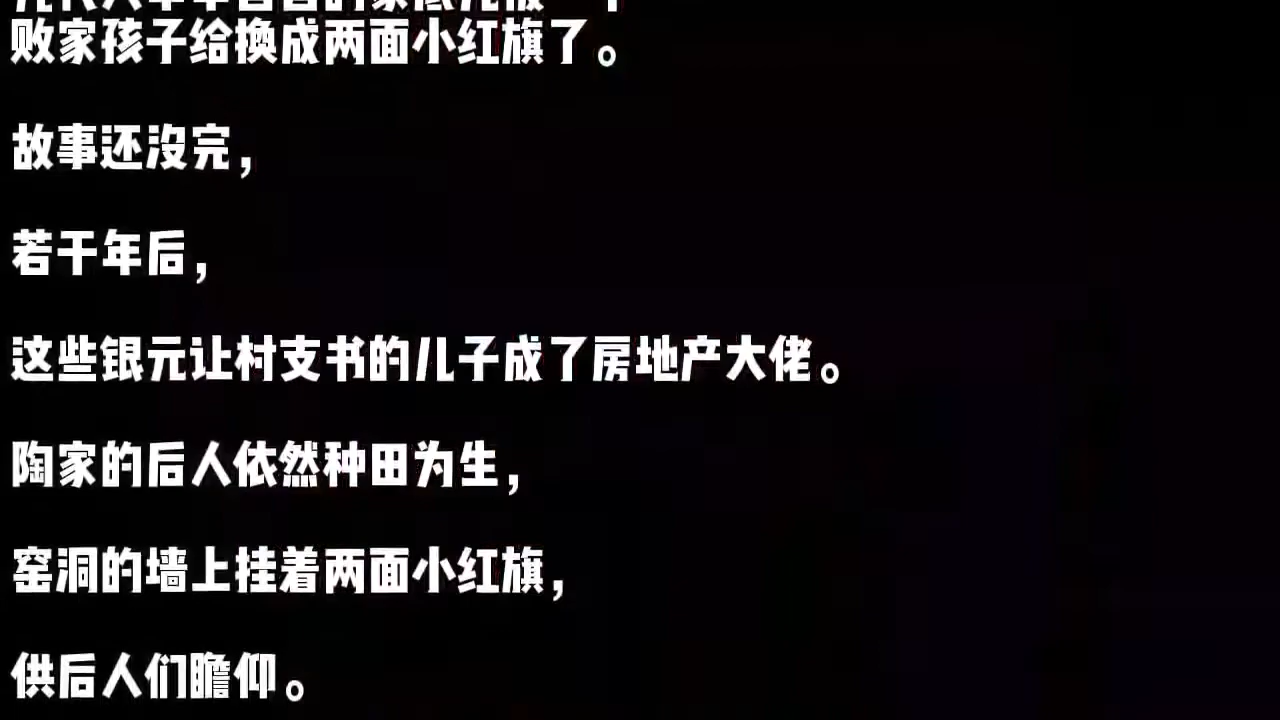 败家孩子给换成两面小红旗了。
故事还没完，
若干年后，
这些银元让村支书的儿子成了房地产大佬。
陶家的后人依然种田为生，
窑洞的墙上挂着两面小红旗，
供后人们瞻仰。